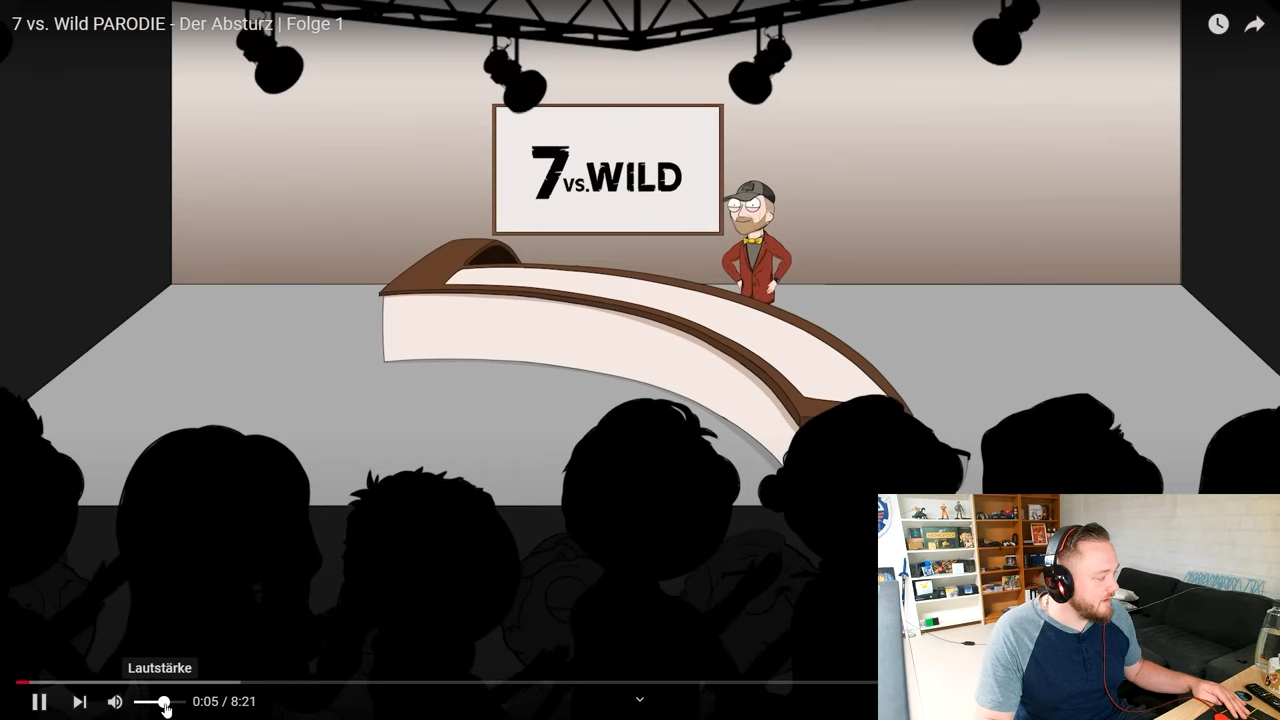 7 vs. Wild PARODIE - Der Absturz | Folge 1
7 vs. WILD
Lautstärke
0:05 / 8:21